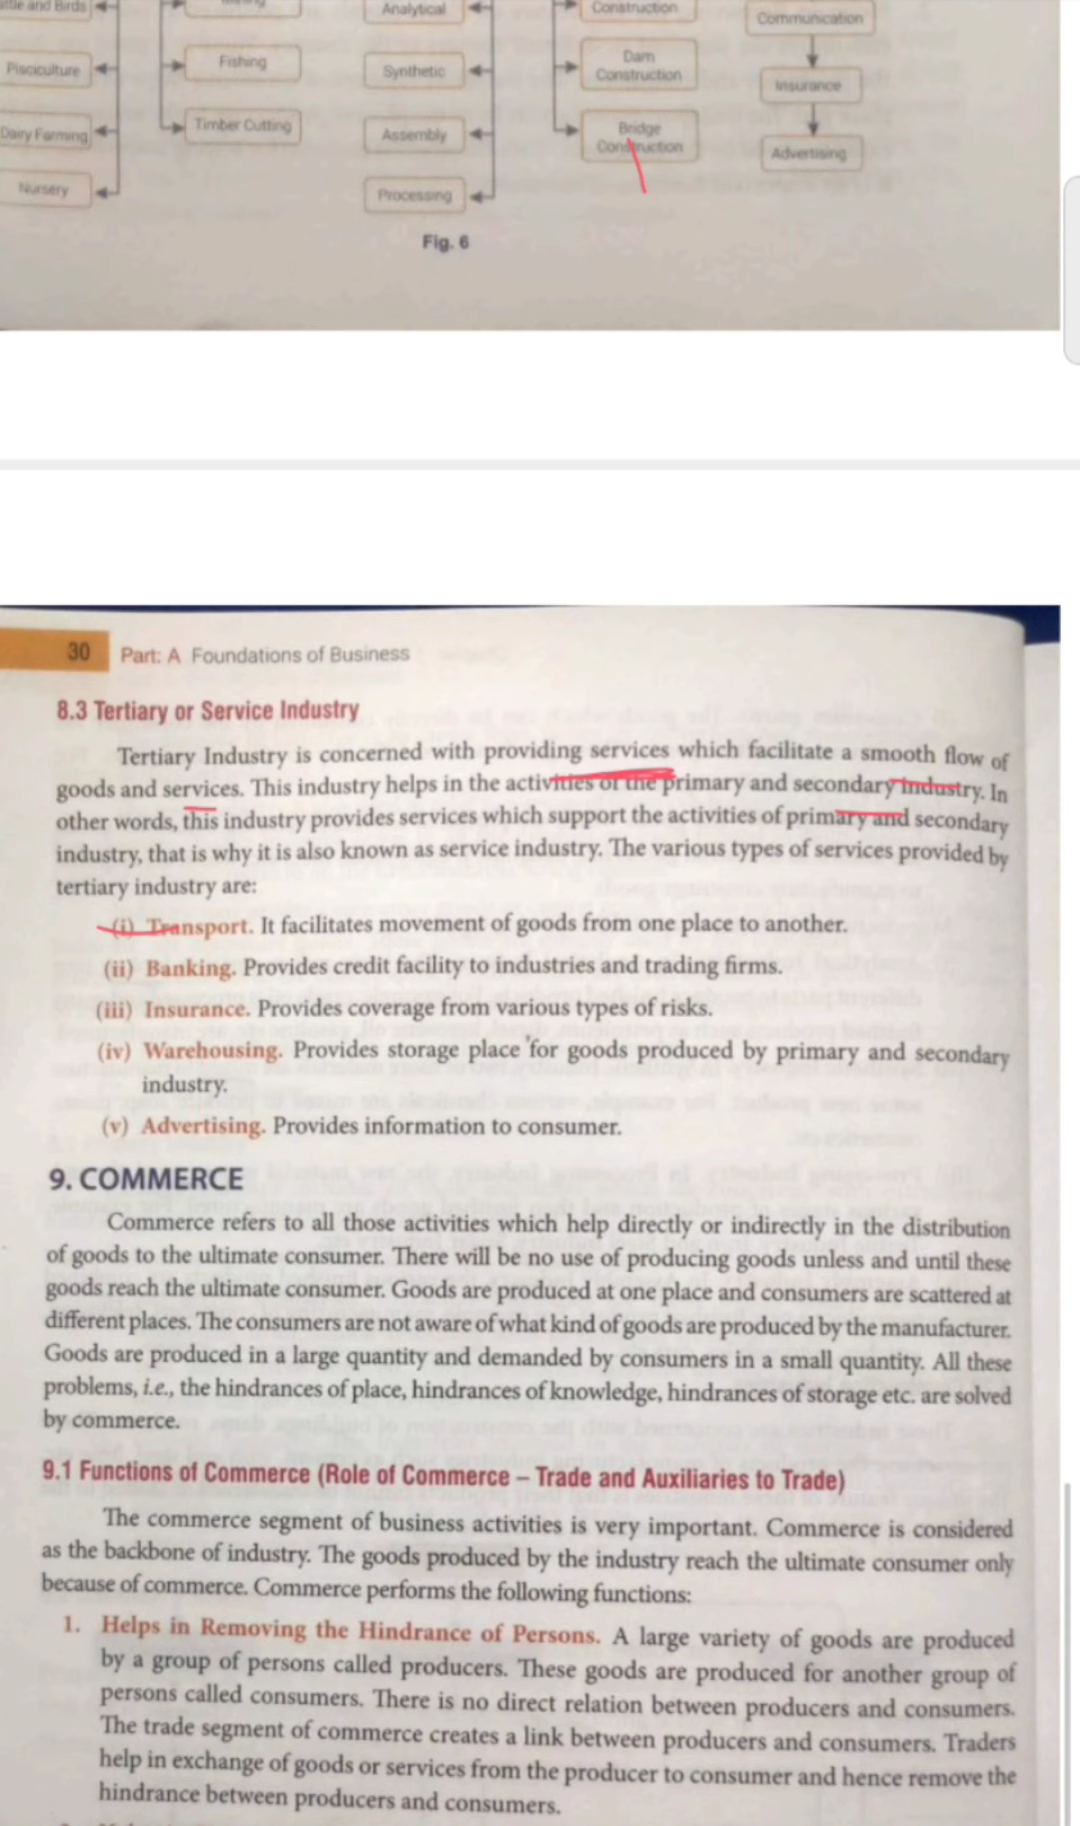 Cattle and Birds
Analytical
Construction
Communication
Pisciculture
Fishing
Synthetic
Dam
Construction
Insurance
Dairy Farming
Timber Cutting
Assembly
Bridge
Construction
Advertising
Nursery
Processing
Fig. 6
30 Part: A Foundations of Business
8.3 Tertiary or Service Industry
Tertiary Industry is concerned with providing services which facilitate a smooth flow of
goods and services. This industry helps in the activities of the primary and secondary industry. In
other words, this industry provides services which support the activities of primary and secondary
industry, that is why it is also known as service industry. The various types of services provided by
tertiary industry are:
(i) Transport. It facilitates movement of goods from one place to another.
(ii) Banking. Provides credit facility to industries and trading firms.
(iii) Insurance. Provides coverage from various types of risks.
(iv) Warehousing. Provides storage place for goods produced by primary and secondary
industry.
(v) Advertising. Provides information to consumer.
9. COMMERCE
Commerce refers to all those activities which help directly or indirectly in the distribution
of goods to the ultimate consumer. There will be no use of producing goods unless and until these
goods reach the ultimate consumer. Goods are produced at one place and consumers are scattered at
different places. The consumers are not aware of what kind of goods are produced by the manufacturer.
Goods are produced in a large quantity and demanded by consumers in a small quantity. All these
problems, i.e., the hindrances of place, hindrances of knowledge, hindrances of storage etc. are solved
by commerce.
9.1 Functions of Commerce (Role of Commerce – Trade and Auxiliaries to Trade)
The commerce segment of business activities is very important. Commerce is considered
as the backbone of industry. The goods produced by the industry reach the ultimate consumer only
because of commerce. Commerce performs the following functions:
1. Helps in Removing the Hindrance of Persons. A large variety of goods are produced
by a group of persons called producers. These goods are produced for another group of
persons called consumers. There is no direct relation between producers and consumers.
The trade segment of commerce creates a link between producers and consumers. Traders
help in exchange of goods or services from the producer to consumer and hence remove the
hindrance between producers and consumers.